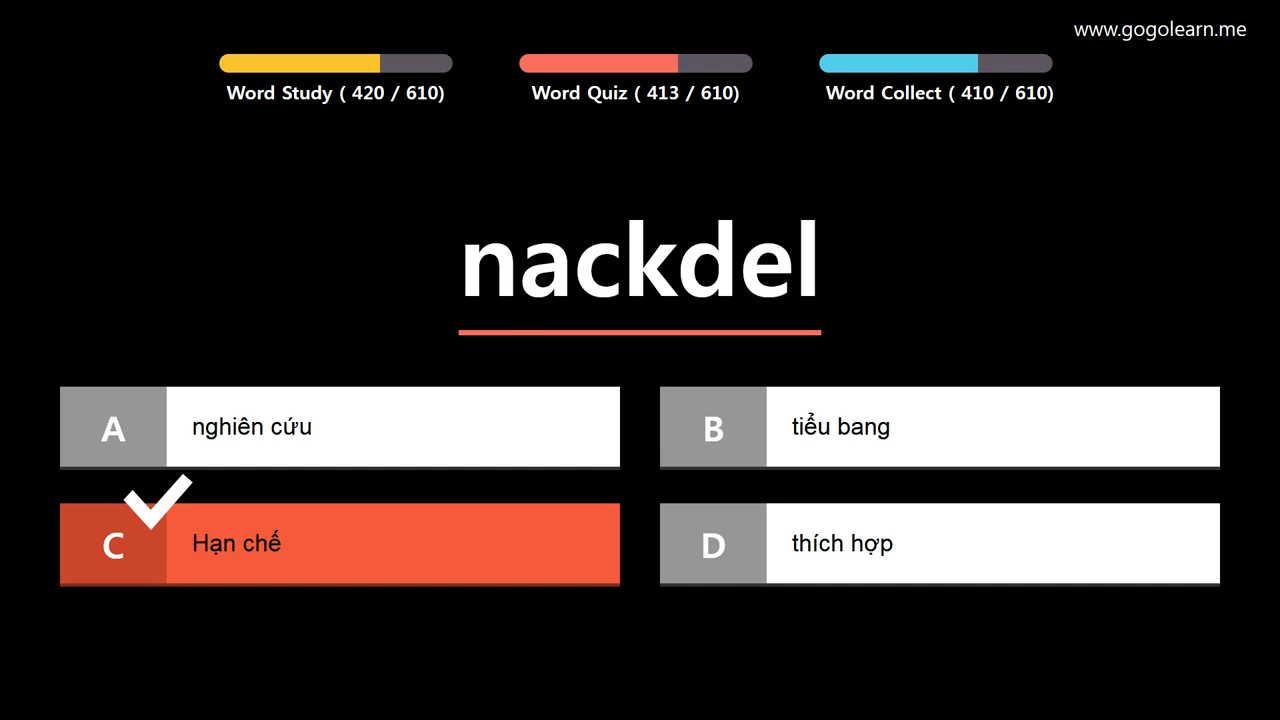 www.gogolearn.me
Word Study ( 420 / 610)
Word Quiz ( 413 / 610)
Word Collect ( 410 / 610)
nackdel
A nghiên cứu
B tiểu bang
C Hạn chế
D thích hợp